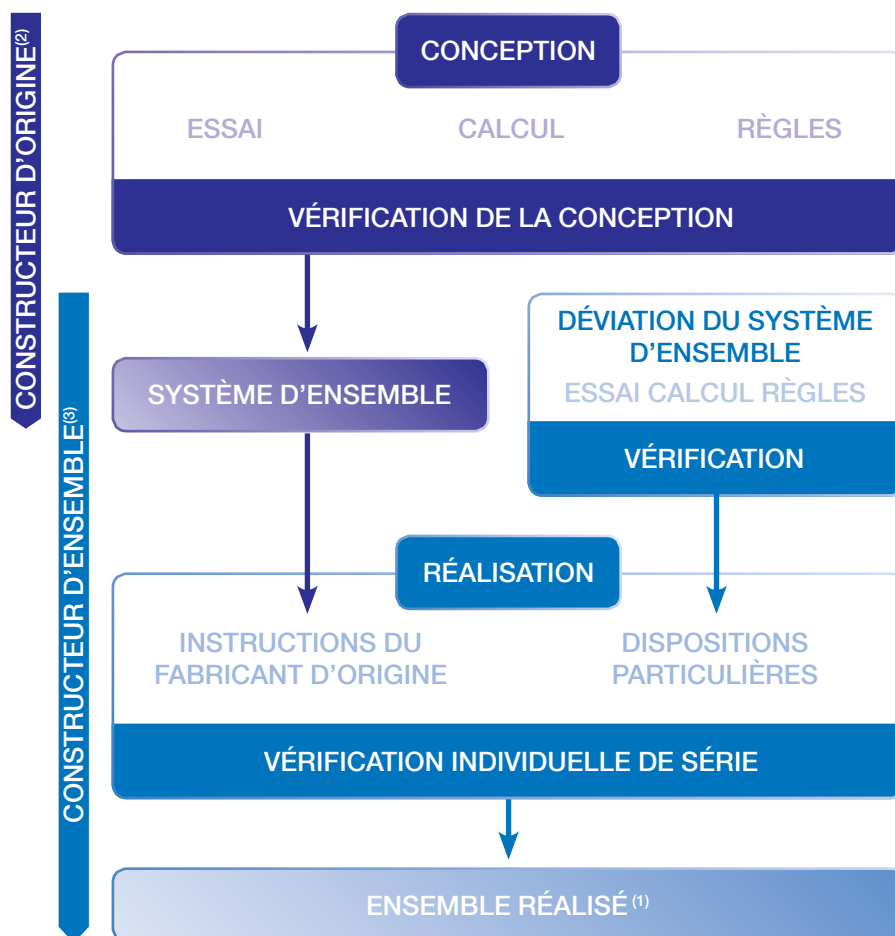 CONSTRUCTEUR D'ORIGINE(2)
CONCEPTION
ESSAI CALCUL RÈGLES
VÉRIFICATION DE LA CONCEPTION
CONSTRUCTEUR D'ENSEMBLE(3)
SYSTÈME D'ENSEMBLE
DÉVIATION DU SYSTÈME
D'ENSEMBLE
ESSAI CALCUL RÈGLES
VÉRIFICATION
RÉALISATION
INSTRUCTIONS DU
FABRICANT D'ORIGINE
DISPOSITIONS
PARTICULIÈRES
VÉRIFICATION INDIVIDUELLE DE SÉRIE
ENSEMBLE RÉALISÉ (1)